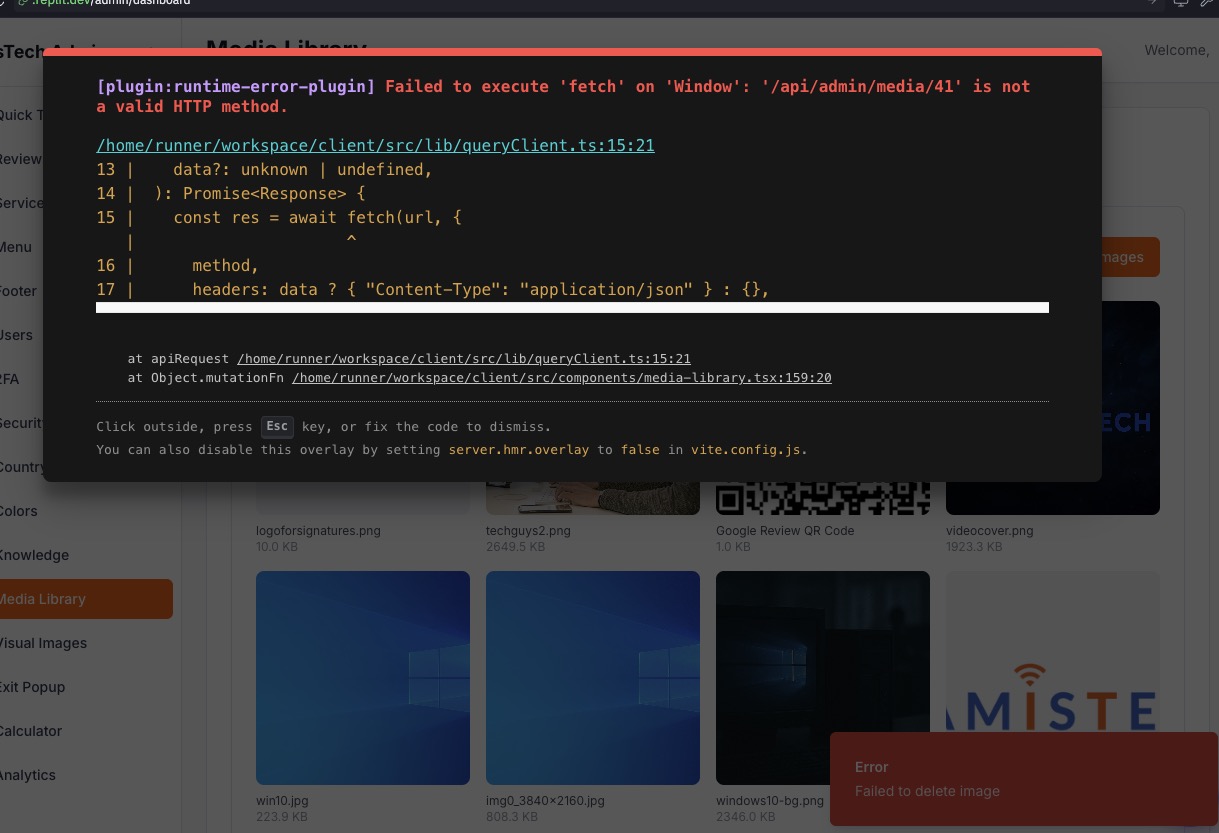 .replit.dev/admin/dashboard
Media Library
Welcome,
[plugin:runtime-error-plugin] Failed to execute 'fetch' on 'Window': '/api/admin/media/41' is not
a valid HTTP method.
/home/runner/workspace/client/src/lib/queryClient.ts:15:21
13 |    data?: unknown | undefined,
14 |  ): Promise<Response> {
15 |    const res = await fetch(url, {
   |                      ^
16 |      method,
17 |      headers: data ? { "Content-Type": "application/json" } : {},
at apiRequest /home/runner/workspace/client/src/lib/queryClient.ts:15:21
at Object.mutationFn /home/runner/workspace/client/src/components/media-library.tsx:159:20
Click outside, press Esc key, or fix the code to dismiss.
You can also disable this overlay by setting server.hmr.overlay to false in vite.config.js.
Quick T
Review
Service
Menu
Footer
Users
2FA
Securit
Country
Colors
Knowledge
Media Library
Visual Images
Exit Popup
Calculator
Analytics
mages
ECH
logoforsignatures.png
10.0 KB
techguys2.png
2649.5 KB
Google Review QR Code
1.0 KB
videocover.png
1923.3 KB
AMISTE
win10.jpg
223.9 KB
img0_3840×2160.jpg
808.3 KB
windows10-bg.png
2346.0 KB
Error
Failed to delete image